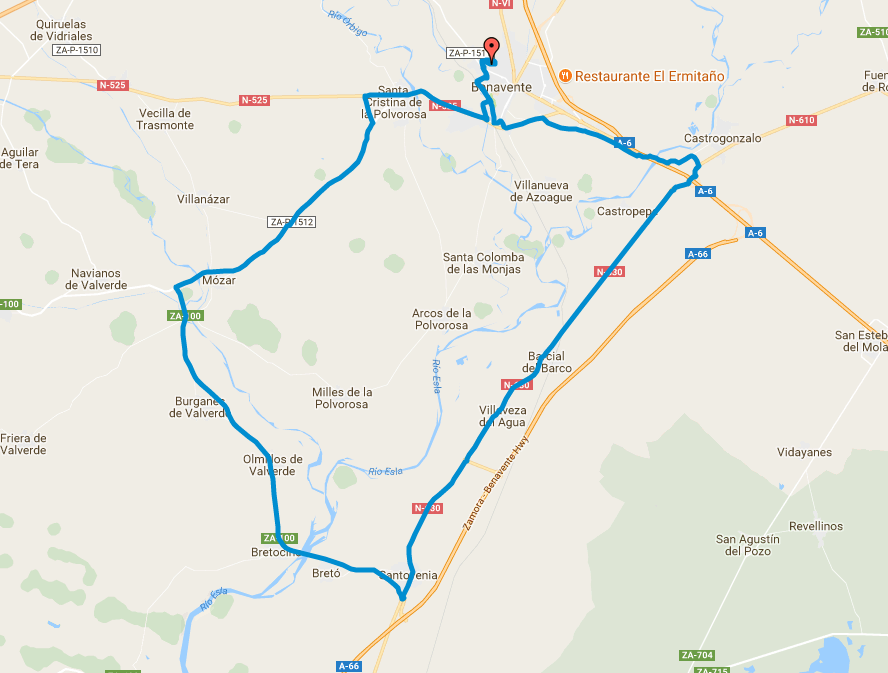 N-VI
Río Órbigo
Quiruelas
de Vidriales
ZA-P-1510
ZA-510
ZA-P-151
Restaurante El Ermitaño
Benavente
N-525
N-525
Santa
Cristina de
la Polvorosa
Fuen
de Ro
Vecilla de
Trasmonte
N-610
A-6
Castrogonzalo
Aguilar
de Tera
Villanueva
de Azoague
A-6
Villanázar
Castropepe
ZA-P-1512
A-6
A-66
Santa Colomba
de las Monjas
N-630
Navianos
de Valverde
Mózar
-100
ZA-100
Arcos de la
Polvorosa
San Esteb
del Mola
Río Esla
Barcial
del Barco
N-630
Milles de la
Polvorosa
Burganes
de Valverde
Villaveza
del Agua
Friera de
Valverde
Zamora - Benavente Hwy
Olmillos de
Valverde
Río Esla
Vidayanes
N-630
Revellinos
ZA-100
Bretocino
San Agustín
del Pozo
Bretó
Santovenia
Río Esla
ZA-704
A-66
ZA-715